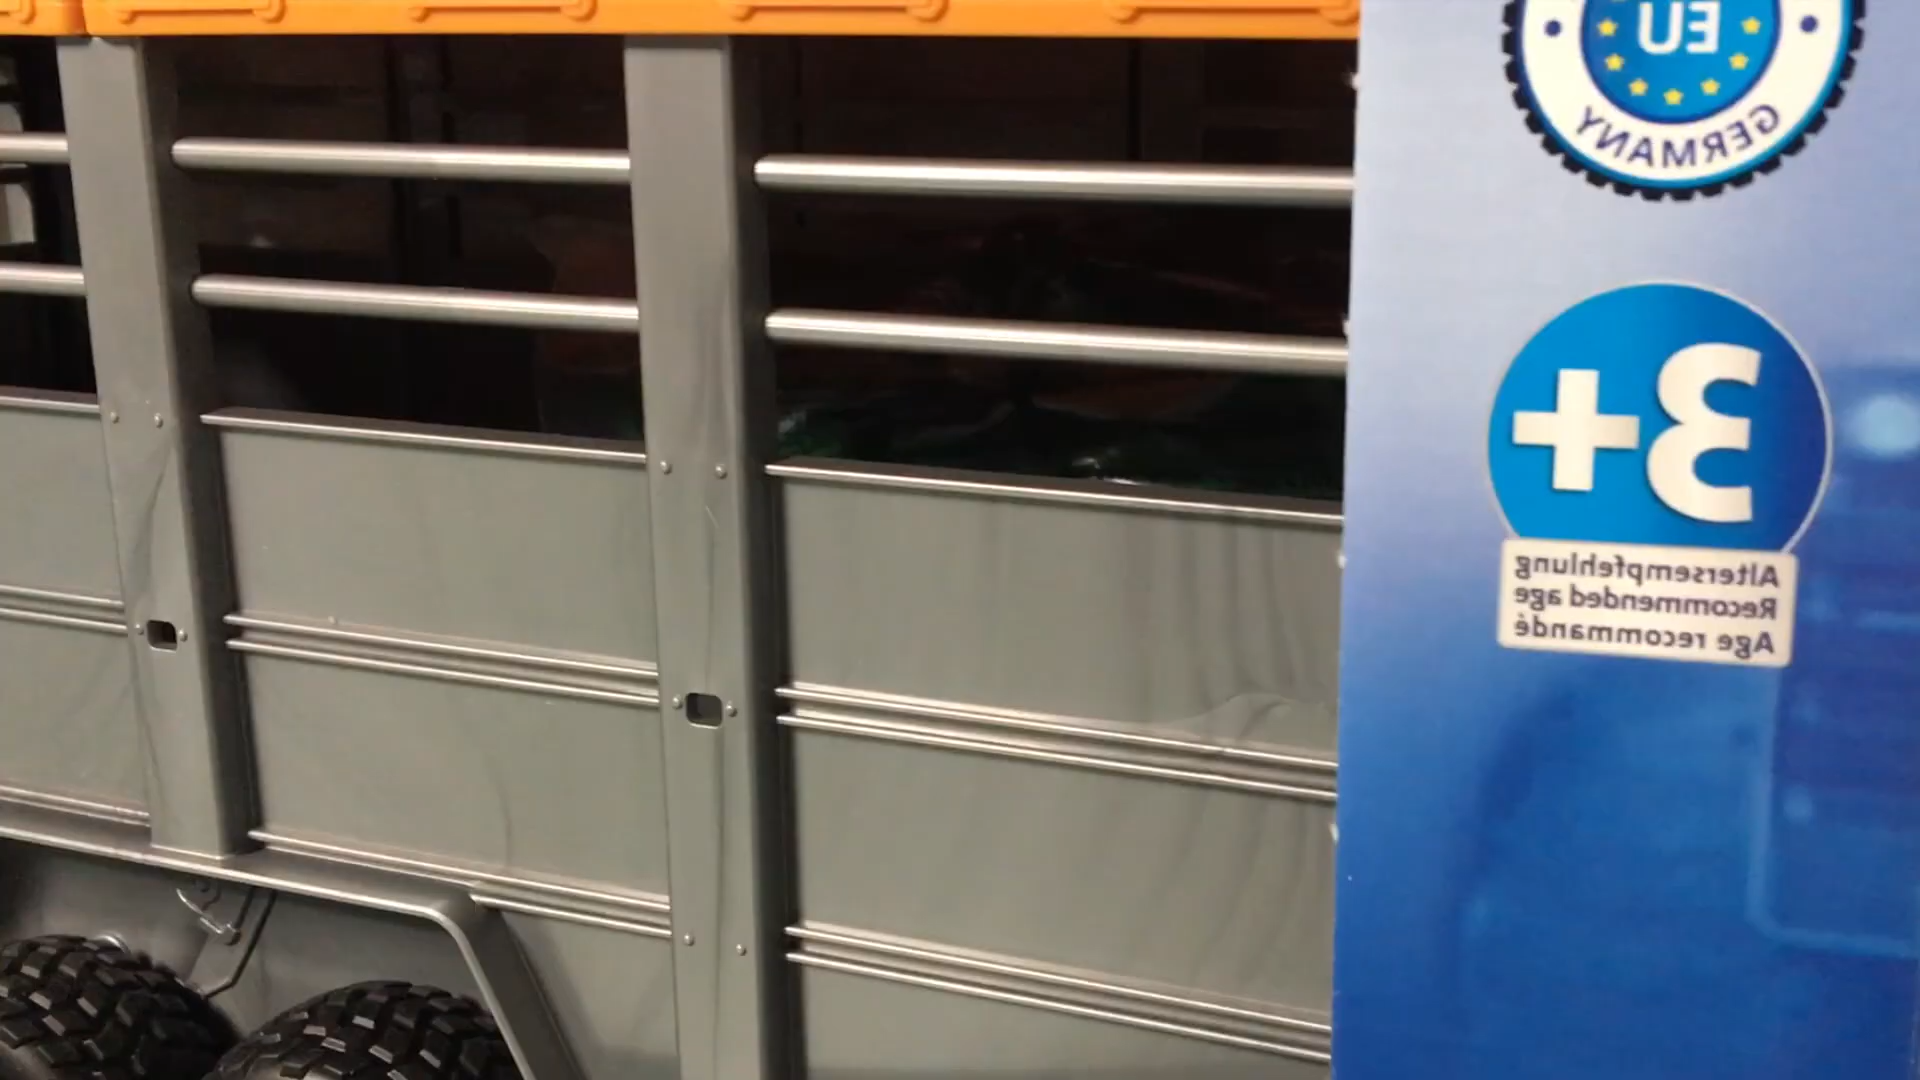 EU
GERMANY
3+
Altersempfehlung
Recommended age
Age recommandé